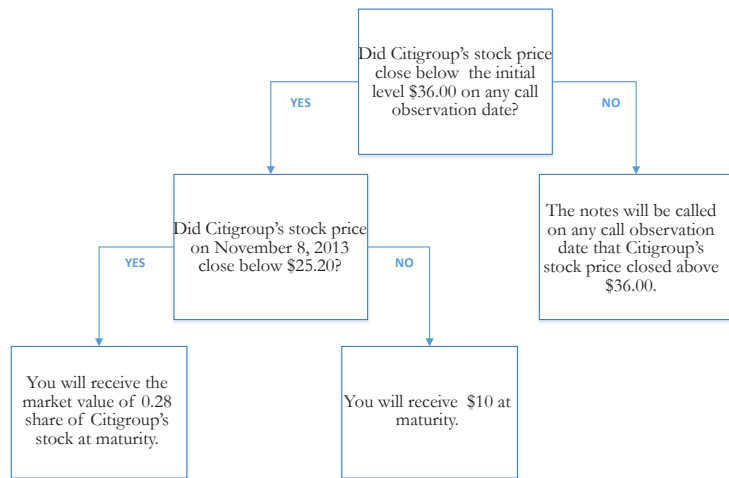 Did Citigroup's stock price
close below the initial
level $36.00 on any call
observation date?
YES
NO
Did Citigroup's stock price
on November 8, 2013
close below $25.20?
The notes will be called
on any call observation
date that Citigroup's
stock price closed above
$36.00.
YES
NO
You will receive the
market value of 0.28
share of Citigroup's
stock at maturity.
You will receive $10 at
maturity.